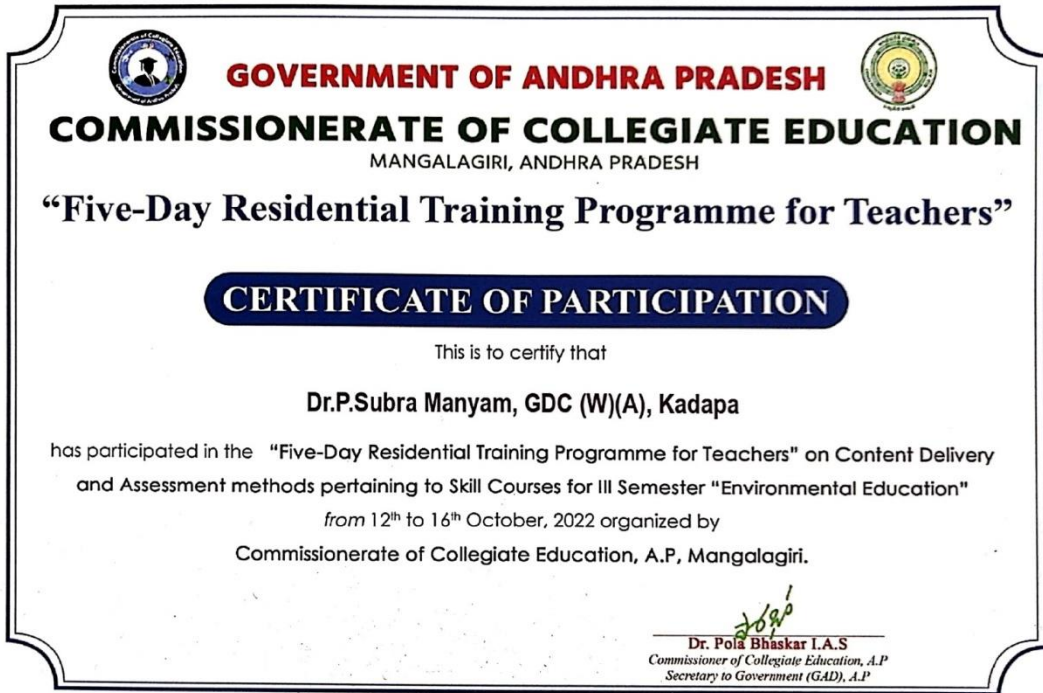 GOVERNMENT OF ANDHRA PRADESH
COMMISSIONERATE OF COLLEGIATE EDUCATION
MANGALAGIRI, ANDHRA PRADESH
“Five-Day Residential Training Programme for Teachers”
CERTIFICATE OF PARTICIPATION
This is to certify that
Dr.P.Subra Manyam, GDC (W)(A), Kadapa
has participated in the “Five-Day Residential Training Programme for Teachers” on Content Delivery
and Assessment methods pertaining to Skill Courses for III Semester “Environmental Education”
from 12th to 16th October, 2022 organized by
Commissionerate of Collegiate Education, A.P, Mangalagiri.
Dr. Pola Bhaskar I.A.S
Commissioner of Collegiate Education, A.P
Secretary to Government (GAD), A.P